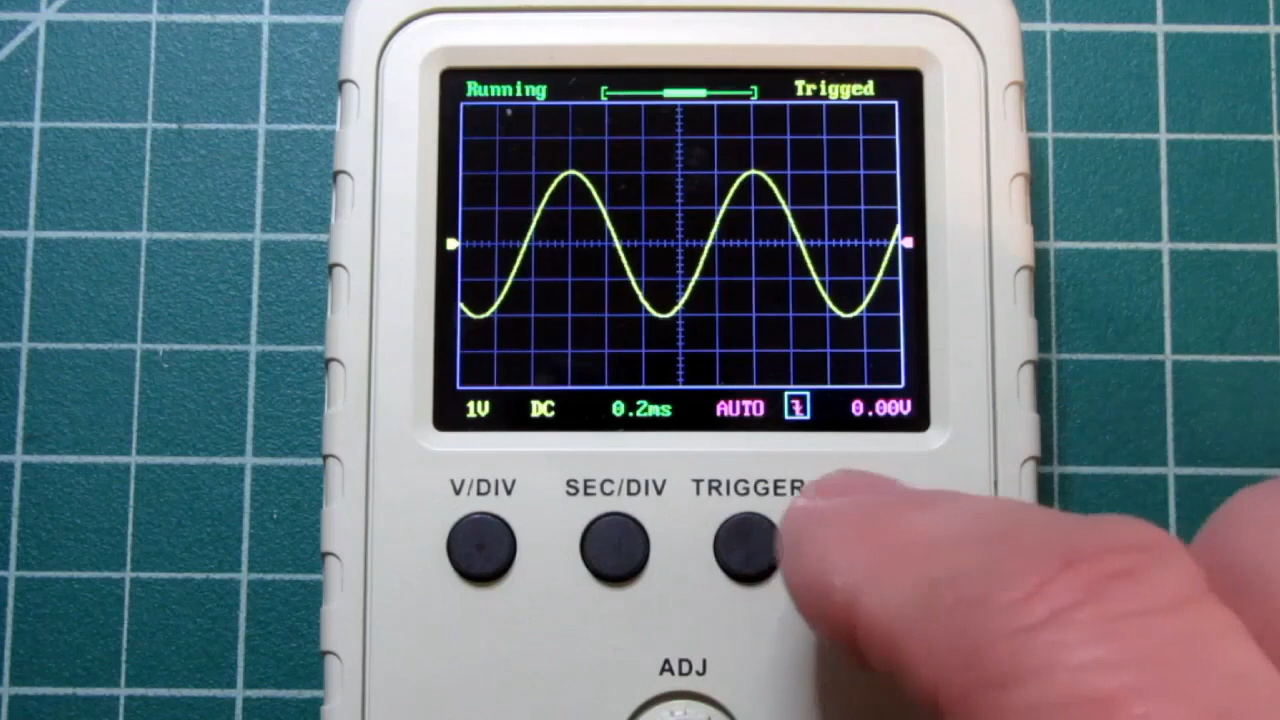 Running Trigged
1V DC 0.2ms AUTO 0.00V
V/DIV SEC/DIV TRIGGER
ADJ